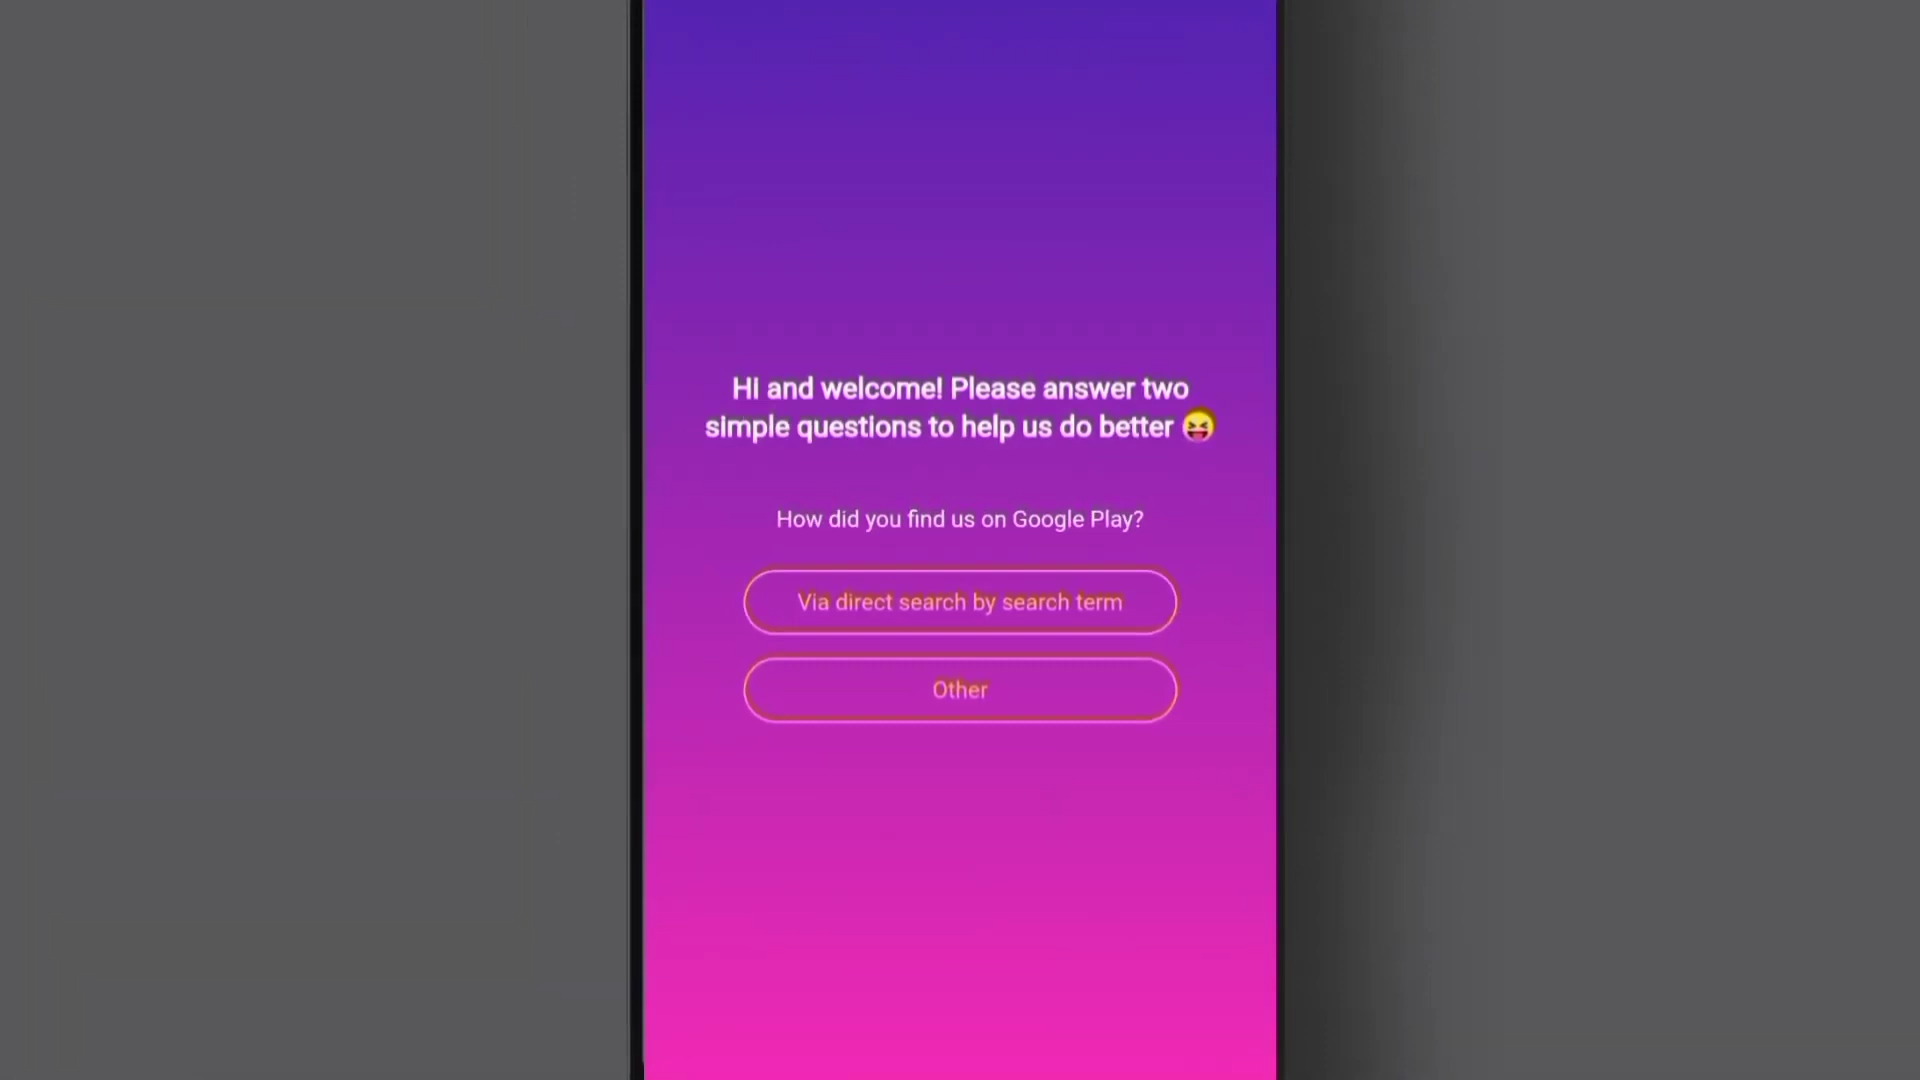 Hi and welcome! Please answer two
simple questions to help us do better 😝
How did you find us on Google Play?
Via direct search by search term
Other